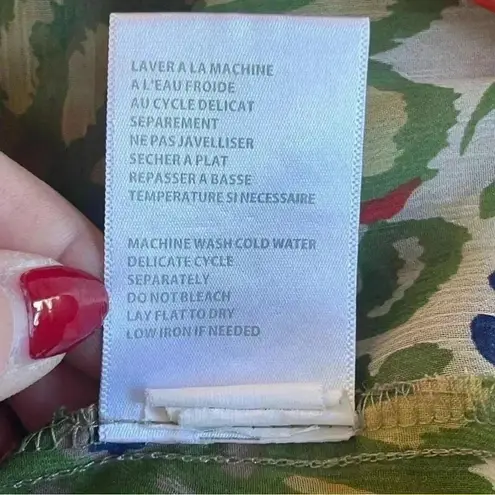 LAVER A LA MACHINE
A L'EAU FROIDE
AU CYCLE DELICAT
SEPAREMENT
NE PAS JAVELLISER
SECHER A PLAT
REPASSER A BASSE
TEMPERATURE SI NECESSAIRE
MACHINE WASH COLD WATER
DELICATE CYCLE
SEPARATELY
DO NOT BLEACH
LAY FLAT TO DRY
LOW IRON IF NEEDED